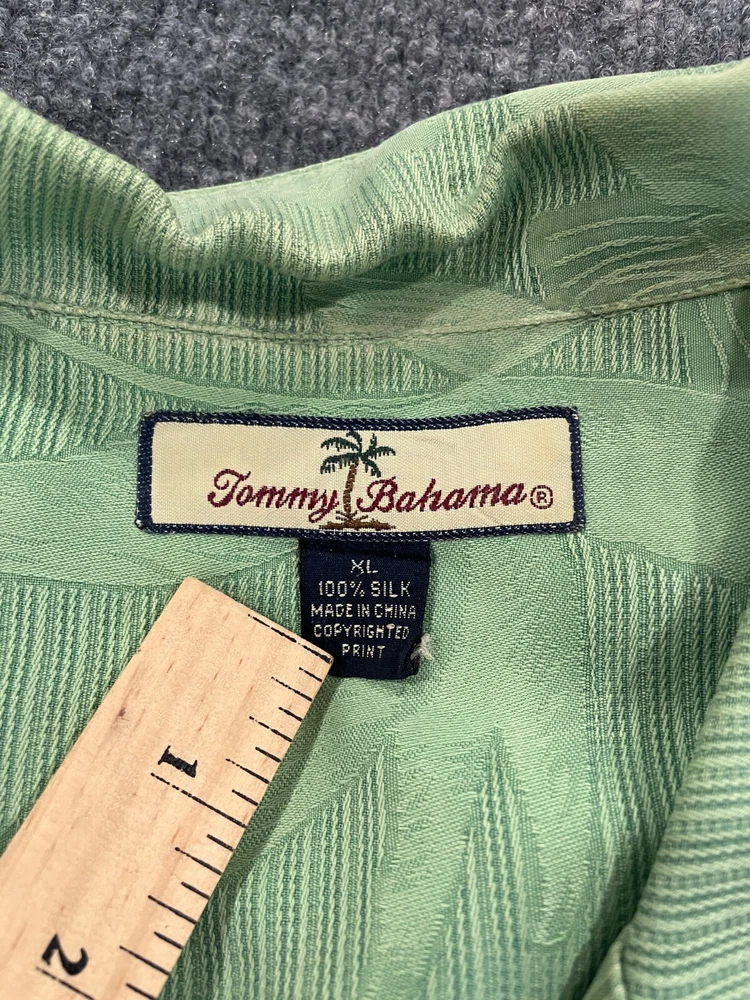 Tommy Bahama®
XL
100% SILK
MADE IN CHINA
COPYRIGHTED
PRINT
1
2